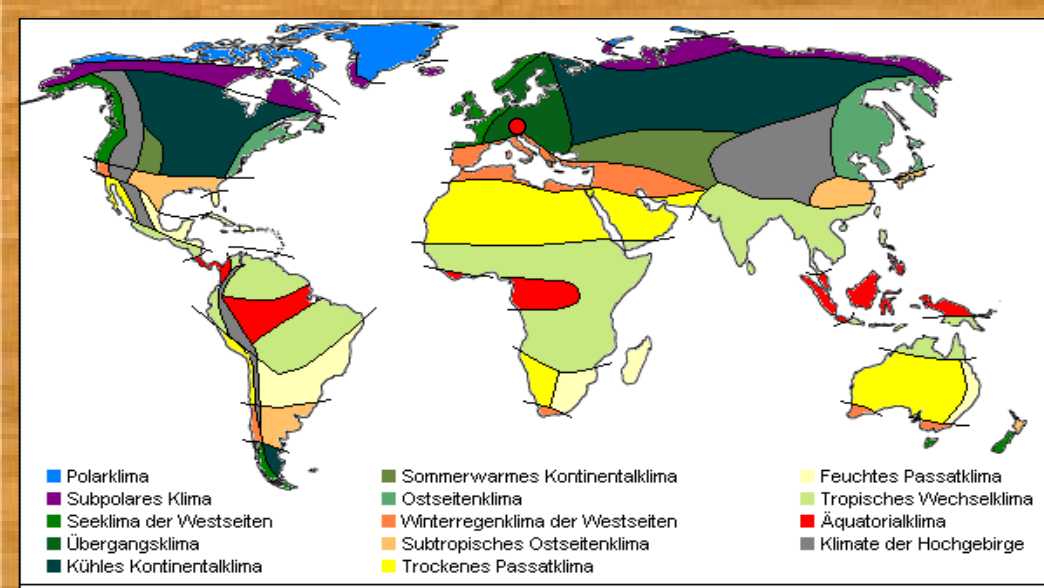 Polarklima
Subpolares Klima
Seeklima der Westseiten
Übergangsklima
Kühles Kontinentalklima
Sommerwarmes Kontinentalklima
Ostseitenklima
Winterregenklima der Westseiten
Subtropisches Ostseitenklima
Trockenes Passatklima
Feuchtes Passatklima
Tropisches Wechselklima
Äquatorialklima
Klimate der Hochgebirge